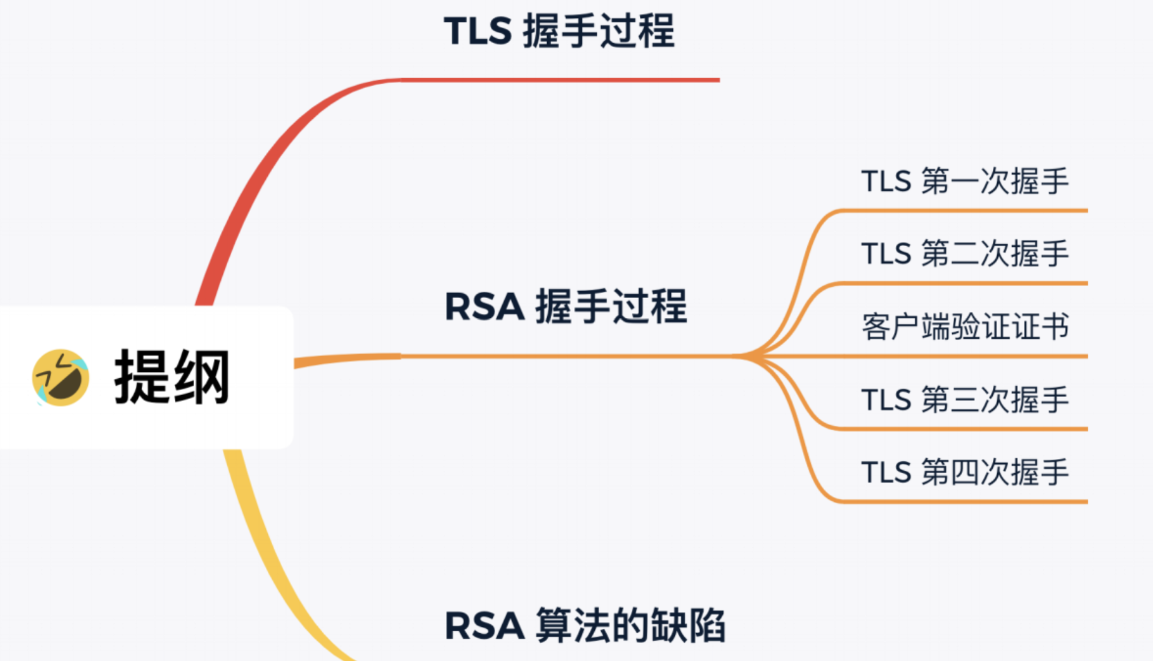 TLS 握手过程
TLS 第一次握手
TLS 第二次握手
RSA 握手过程
客户端验证证书
提纲
TLS 第三次握手
TLS 第四次握手
RSA 算法的缺陷